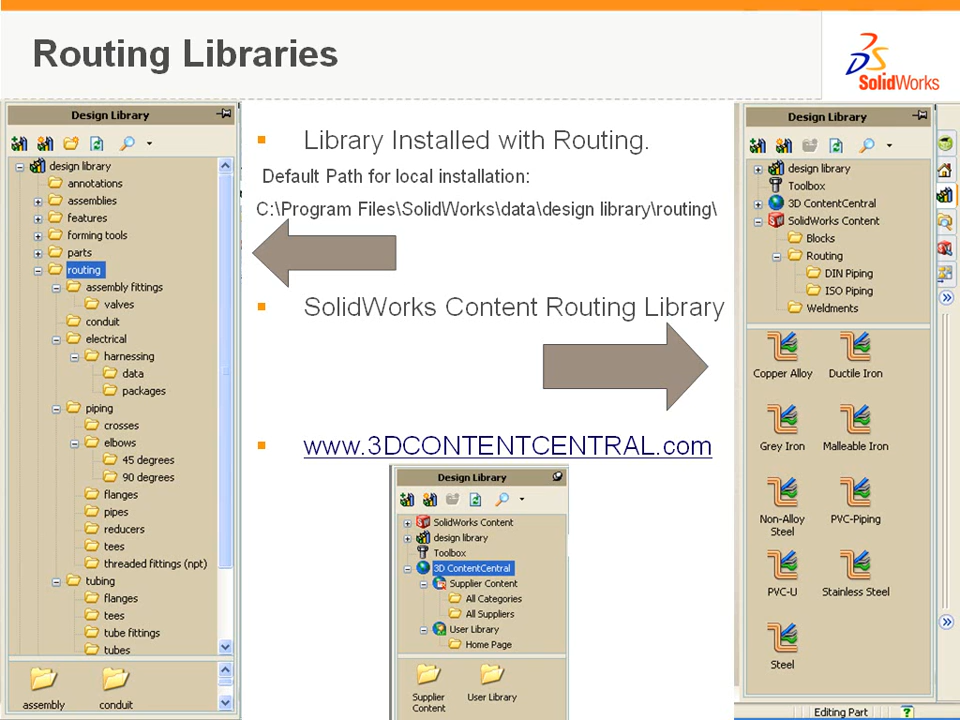 Routing Libraries
3DS
SolidWorks
Design Library
design library
annotations
assemblies
features
forming tools
parts
routing
assembly fittings
valves
conduit
electrical
harnessing
data
packages
piping
crosses
elbows
45 degrees
90 degrees
flanges
pipes
reducers
tees
threaded fittings (npt)
tubing
flanges
tees
tube fittings
tubes
assembly
conduit
Library Installed with Routing.
Default Path for local installation:
C:\Program Files\SolidWorks\data\design library\routing\
SolidWorks Content Routing Library
www.3DCONTENTCENTRAL.com
Design Library
SolidWorks Content
design library
Toolbox
3D ContentCentral
Supplier Content
All Categories
All Suppliers
User Library
Home Page
Supplier
Content
User Library
Design Library
design library
Toolbox
3D ContentCentral
SolidWorks Content
Blocks
Routing
DIN Piping
ISO Piping
Weldments
Copper Alloy
Ductile Iron
Grey Iron
Malleable Iron
Non-Alloy
Steel
PVC-Piping
PVC-U
Stainless Steel
Steel
Editing Part